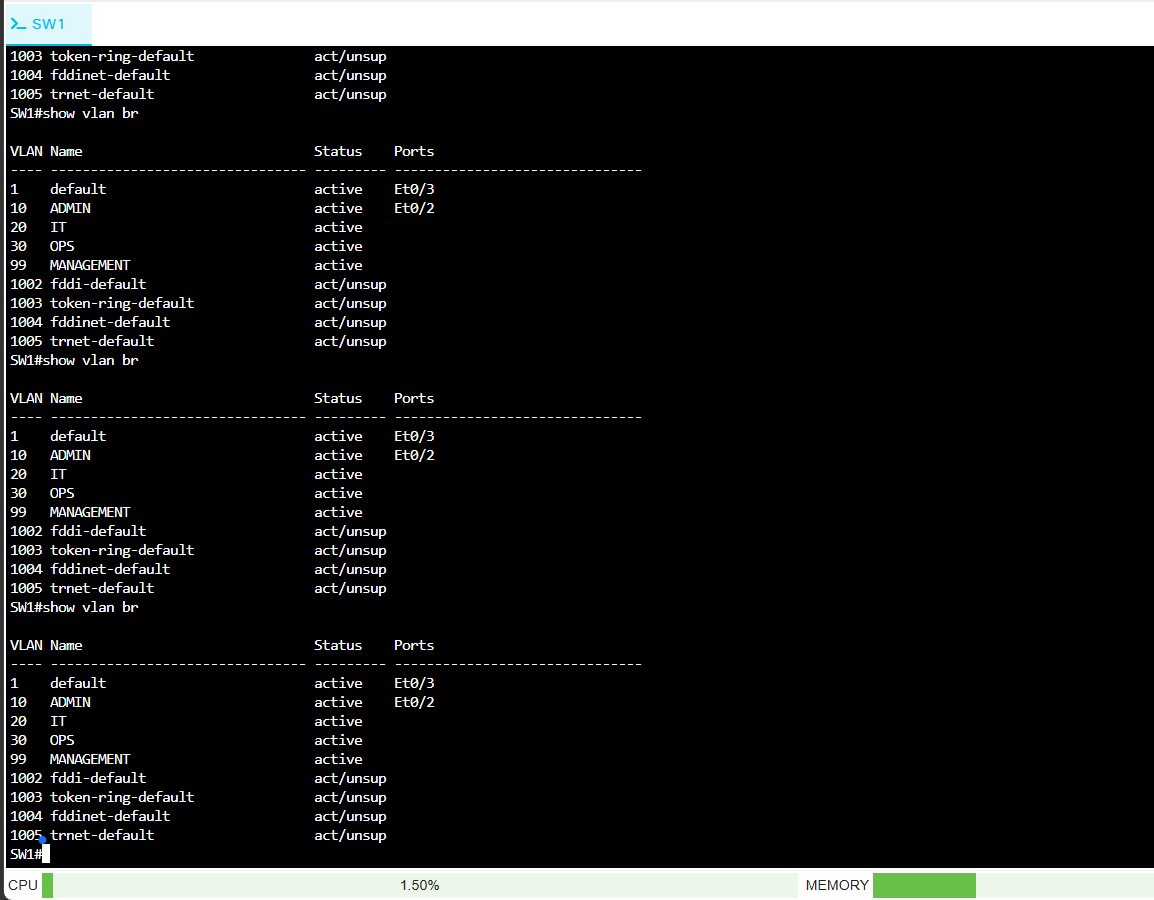 >_ SW1
1003 token-ring-default act/unsup
1004 fddinet-default act/unsup
1005 trnet-default act/unsup
SW1#show vlan br
VLAN Name Status Ports
---- -------------------------------- --------- -------------------------------
1 default active Et0/3
10 ADMIN active Et0/2
20 IT active
30 OPS active
99 MANAGEMENT active
1002 fddi-default act/unsup
1003 token-ring-default act/unsup
1004 fddinet-default act/unsup
1005 trnet-default act/unsup
SW1#show vlan br
VLAN Name Status Ports
---- -------------------------------- --------- -------------------------------
1 default active Et0/3
10 ADMIN active Et0/2
20 IT active
30 OPS active
99 MANAGEMENT active
1002 fddi-default act/unsup
1003 token-ring-default act/unsup
1004 fddinet-default act/unsup
1005 trnet-default act/unsup
SW1#show vlan br
VLAN Name Status Ports
---- -------------------------------- --------- -------------------------------
1 default active Et0/3
10 ADMIN active Et0/2
20 IT active
30 OPS active
99 MANAGEMENT active
1002 fddi-default act/unsup
1003 token-ring-default act/unsup
1004 fddinet-default act/unsup
1005 trnet-default act/unsup
SW1#
CPU 1.50% MEMORY